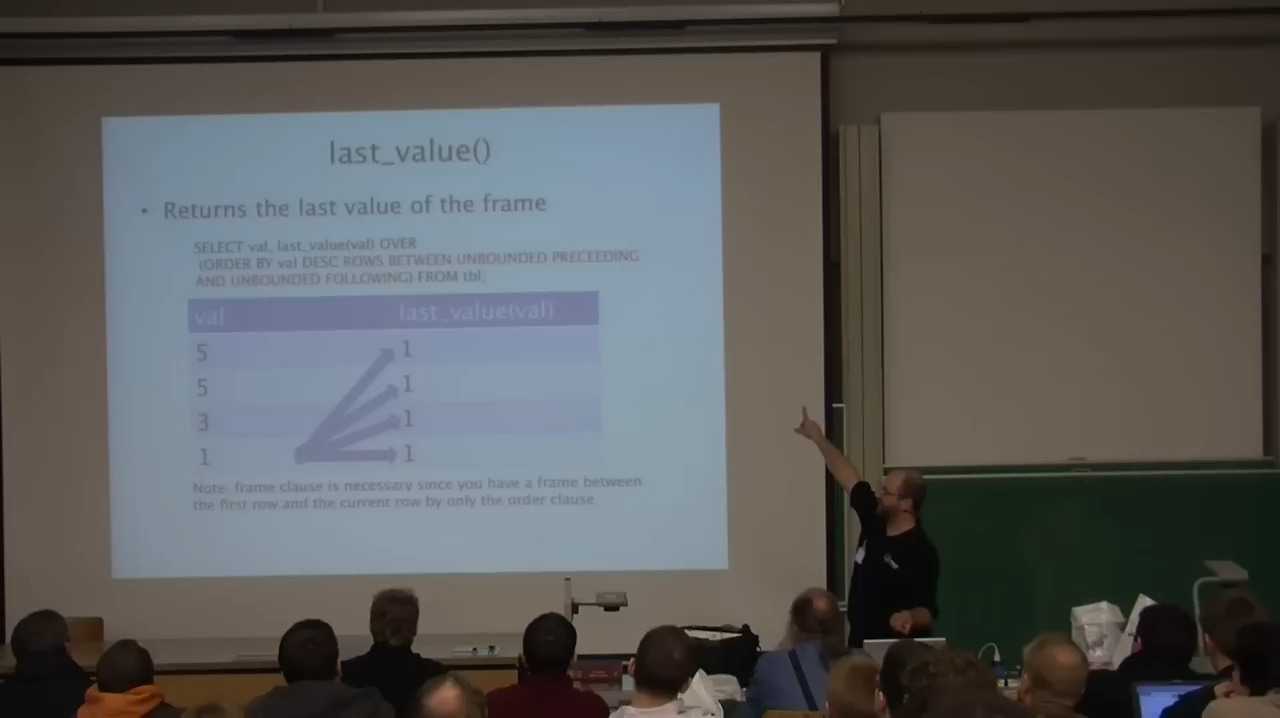 last_value()
• Returns the last value of the frame
SELECT val, last_value(val) OVER
(ORDER BY val DESC ROWS BETWEEN UNBOUNDED PRECEEDING
AND UNBOUNDED FOLLOWING) FROM tbl;
val last_value(val)
5 1
5 1
3 1
1 1
Note: frame clause is necessary since you have a frame between
the first row and the current row by only the order clause